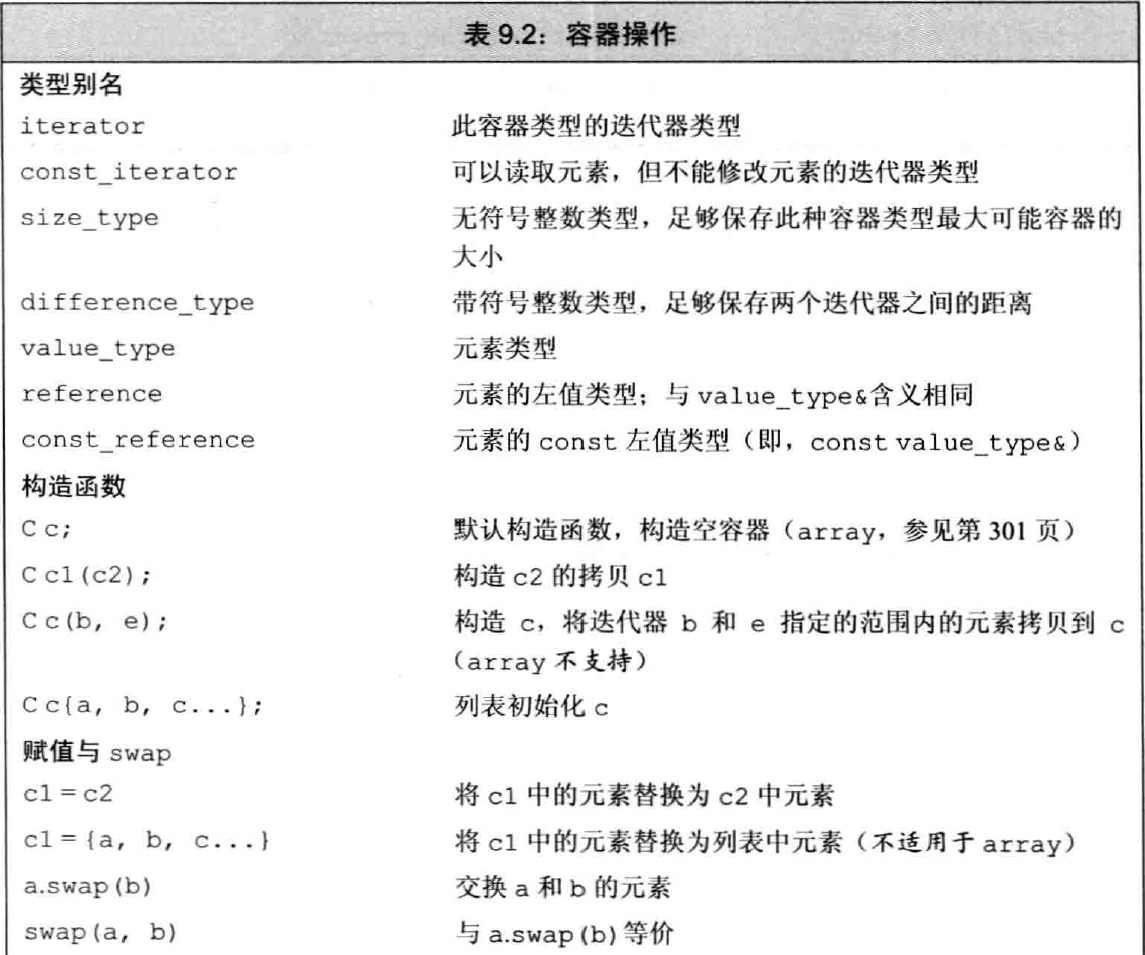 表 9.2：容器操作
类型别名
iterator 此容器类型的迭代器类型
const_iterator 可以读取元素，但不能修改元素的迭代器类型
size_type 无符号整数类型，足够保存此种容器类型最大可能容器的
大小
difference_type 带符号整数类型，足够保存两个迭代器之间的距离
value_type 元素类型
reference 元素的左值类型；与 value_type&含义相同
const_reference 元素的 const 左值类型（即，const value_type&）
构造函数
C c; 默认构造函数，构造空容器（array，参见第 301 页）
C c1(c2); 构造 c2 的拷贝 c1
C c(b, e); 构造 c，将迭代器 b 和 e 指定的范围内的元素拷贝到 c
（array 不支持）
C c{a, b, c...}; 列表初始化 c
赋值与 swap
c1 = c2 将 c1 中的元素替换为 c2 中元素
c1 = {a, b, c...} 将 c1 中的元素替换为列表中元素（不适用于 array）
a.swap(b) 交换 a 和 b 的元素
swap(a, b) 与 a.swap(b)等价